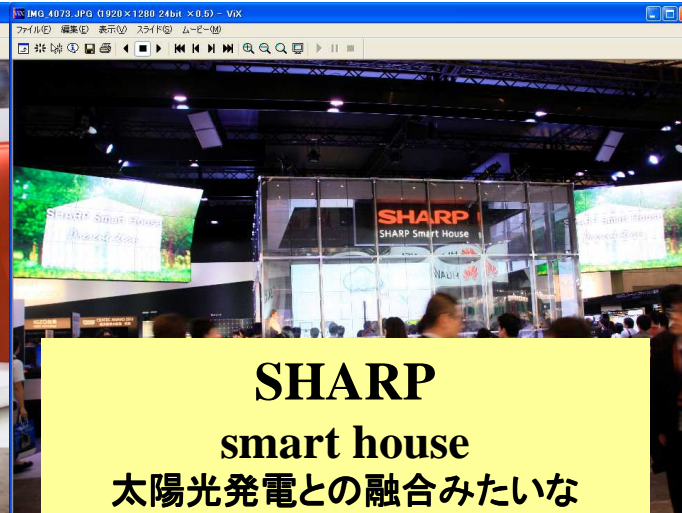 IMG_4073.JPG (1920×1280 24bit ×0.5) - ViX
ファイル(F) 編集(E) 表示(V) スライド(S) ムービー(M)
SHARP
SHARP Smart House
SHARP Smart House
Presentation
HUAW
SHARP
smart house
太陽光発電との融合みたいな